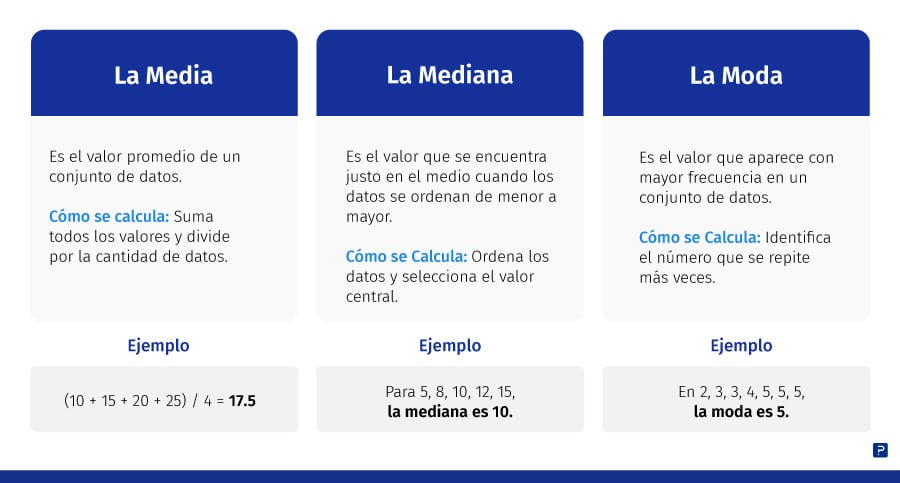 La Media
Es el valor promedio de un
conjunto de datos.
Cómo se calcula: Suma
todos los valores y divide
por la cantidad de datos.
Ejemplo
(10 + 15 + 20 + 25) / 4 = 17.5
La Mediana
Es el valor que se encuentra
justo en el medio cuando los
datos se ordenan de menor a
mayor.
Cómo se Calcula: Ordena los
datos y selecciona el valor
central.
Ejemplo
Para 5, 8, 10, 12, 15,
la mediana es 10.
La Moda
Es el valor que aparece con
mayor frecuencia en un
conjunto de datos.
Cómo se Calcula: Identifica
el número que se repite
más veces.
Ejemplo
En 2, 3, 3, 4, 5, 5, 5,
la moda es 5.
P